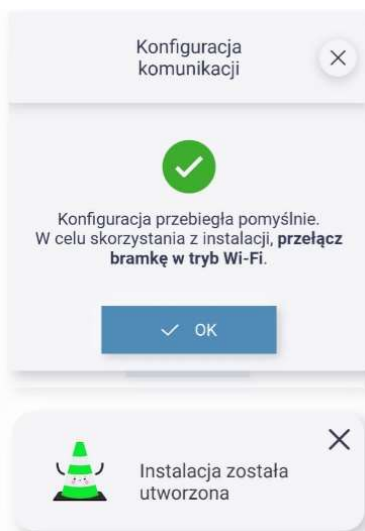 Konfiguracja
komunikacji
Konfiguracja przebiegła pomyślnie.
W celu skorzystania z instalacji, przełącz
bramkę w tryb Wi-Fi.
OK
Instalacja została
utworzona